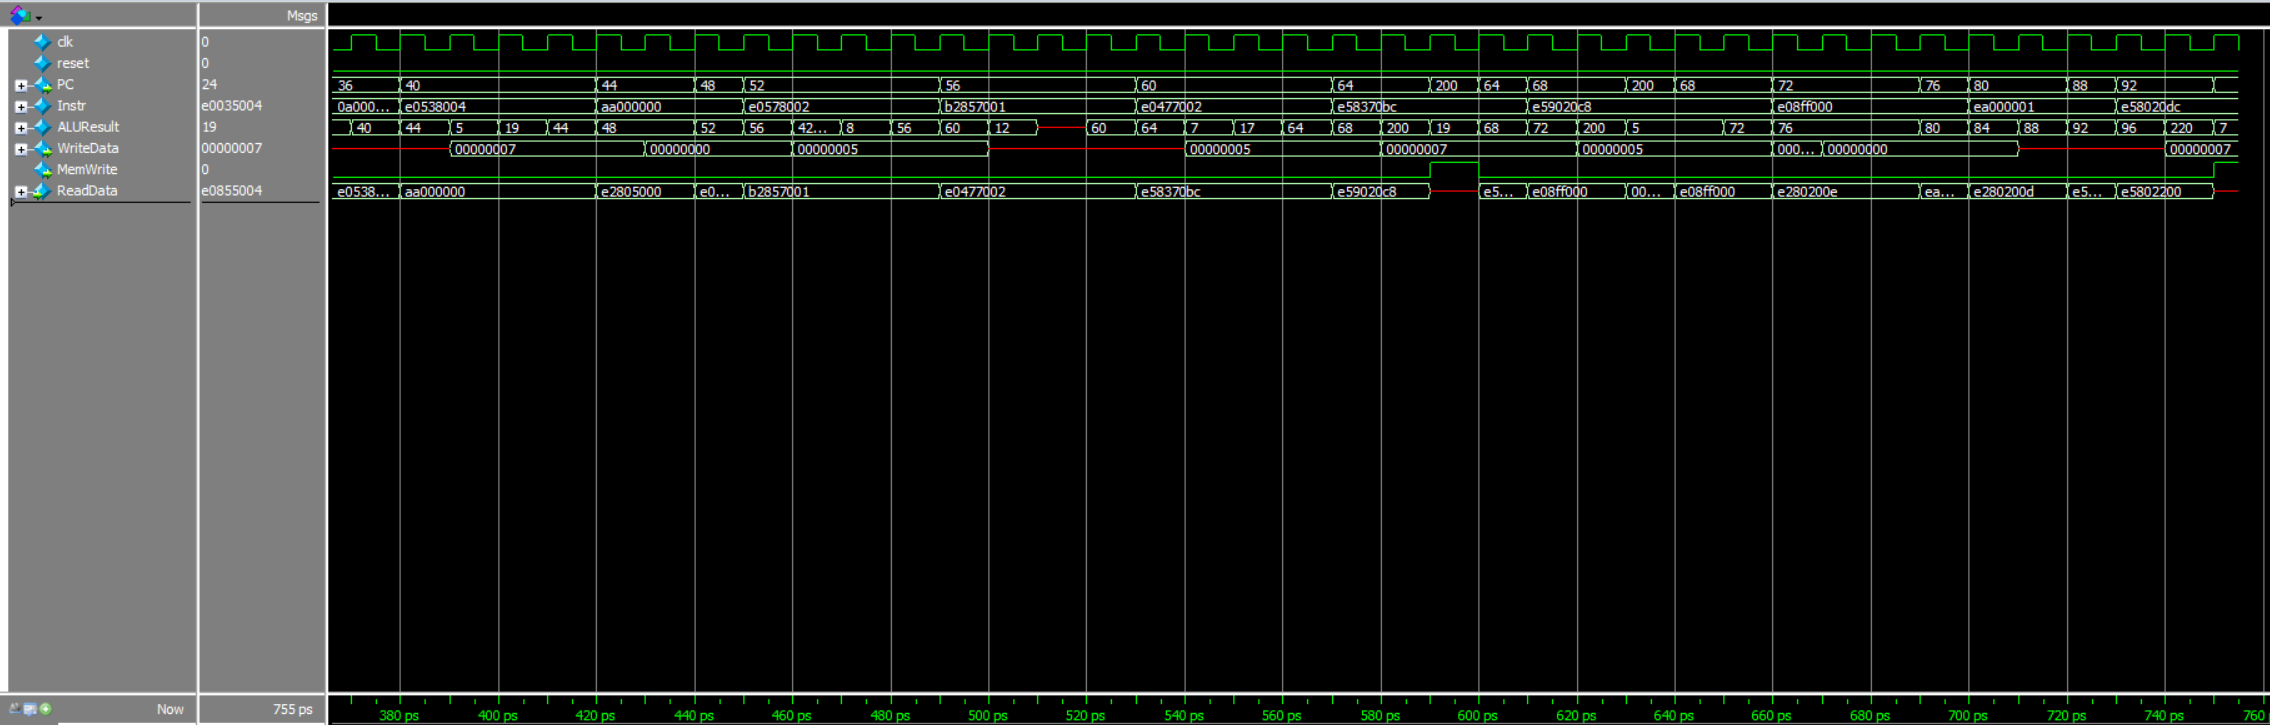 Msgs
clk 0
reset 0
PC 24 36 40 44 48 52 56 60 64 200 64 68 200 68 72 76 80 88 92
Instr e0035004 0a000... e0538004 aa000000 e0578002 b2857001 e0477002 e58370bc e59020c8 e08ff000 ea000001 e58020dc
ALUResult 19 40 44 5 19 44 48 52 56 42... 8 56 60 12 60 64 7 17 64 68 200 19 68 72 200 5 72 76 80 84 88 92 96 220 7
WriteData 00000007 00000007 00000000 00000005 00000005 00000007 00000005 000... 00000000 00000007
MemWrite 0
ReadData e0855004 e0538... aa000000 e2805000 e0... b2857001 e0477002 e58370bc e59020c8 e5... e08ff000 00... e08ff000 e280200e ea... e280200d e5... e5802200
Now 755 ps 380 ps 400 ps 420 ps 440 ps 460 ps 480 ps 500 ps 520 ps 540 ps 560 ps 580 ps 600 ps 620 ps 640 ps 660 ps 680 ps 700 ps 720 ps 740 ps 760